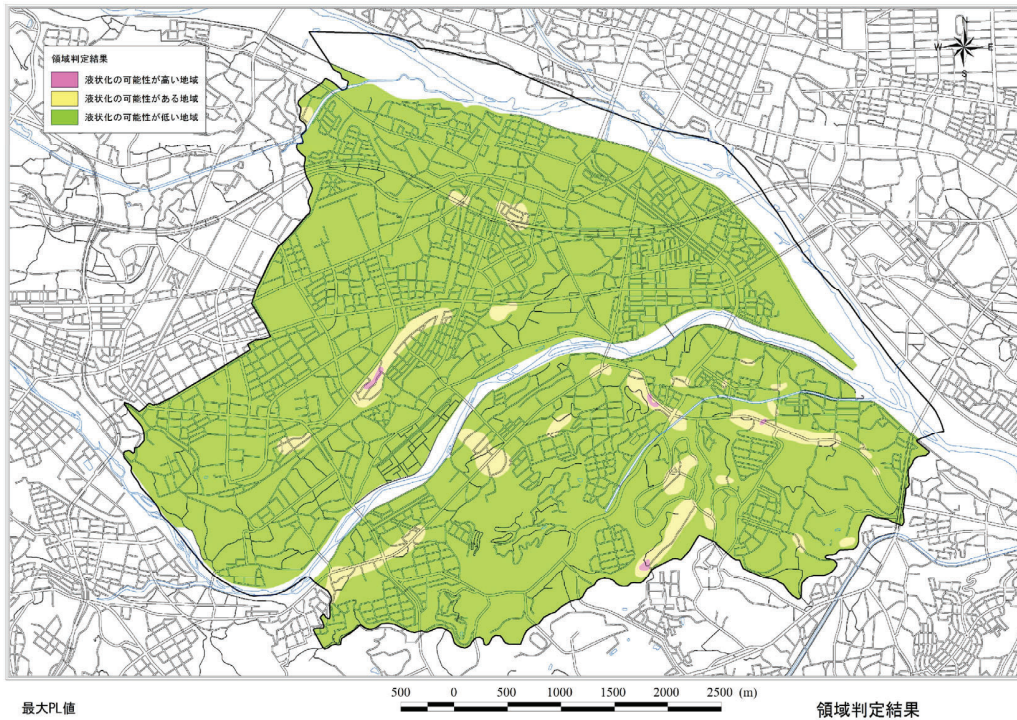 領域判定結果
液状化の可能性が高い地域
液状化の可能性がある地域
液状化の可能性が低い地域
N
W E
S
最大PL値
500 0 500 1000 1500 2000 2500 (m)
領域判定結果